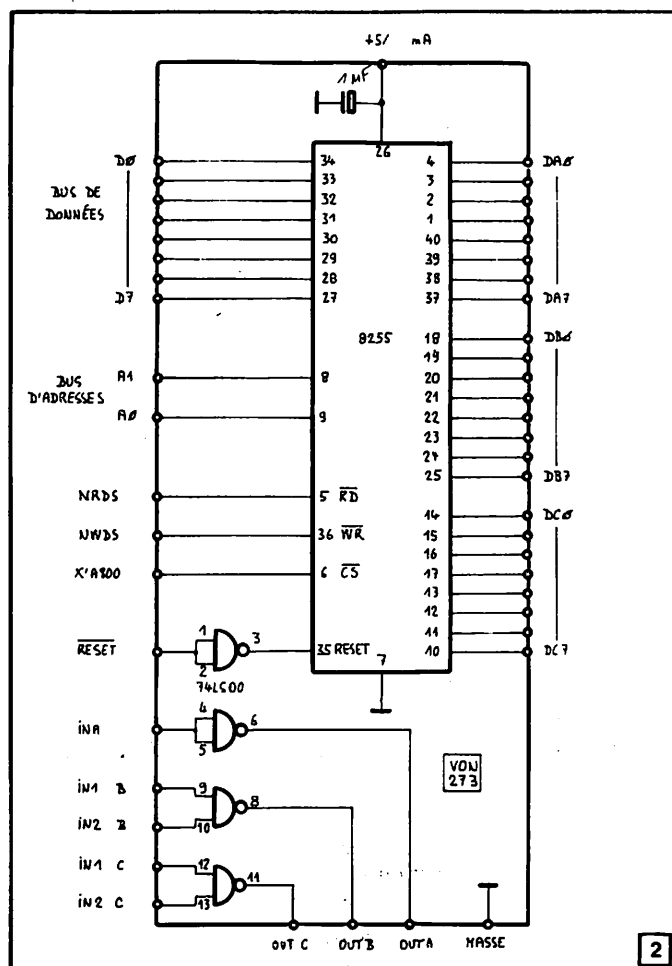 +5/ mA
1 µF
26
D0 34 4 DA0
33 3
BUS DE 32 2
DONNÉES 31 1
30 40
29 39
28 38
D7 27 37 DA7
8255
18 DB0
19
A1 8 20
BUS
D'ADRESSES 21
A0 9 22
23
24
25 DB7
NRDS 5 RD
14 DC0
NWDS 36 WR 15
16
X'A800 6 CS 17
13
12
11
RESET 1 2 3 35 RESET 7 10 DC7
74LS00
INA 4 5 6
VON
273
IN1 B 9 8
IN2 B 10
IN1 C 12 11
IN2 C 13
OUT C OUT B OUT A MASSE
2